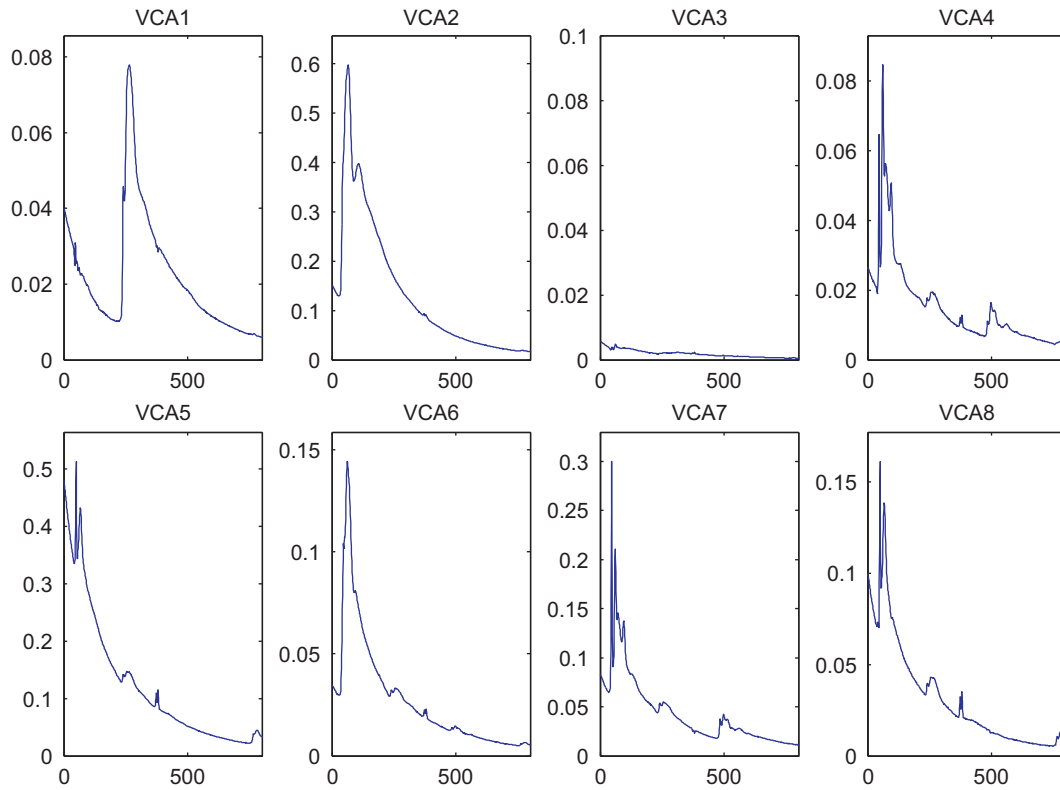 VCA1 VCA2 VCA3 VCA4
0.08 0.6 0.1
0.08 0.08
0.5
0.06 0.4 0.06 0.06
0.04 0.3 0.04 0.04
0.2
0.02 0.1 0.02 0.02
0 0 0 0
0 500 0 500 0 500 0 500
VCA5 VCA6 VCA7 VCA8
0.5 0.15 0.3 0.15
0.4 0.25
0.3 0.1 0.2 0.1
0.2 0.15
0.05 0.1 0.05
0.1 0.05
0 0 0 0
0 500 0 500 0 500 0 500